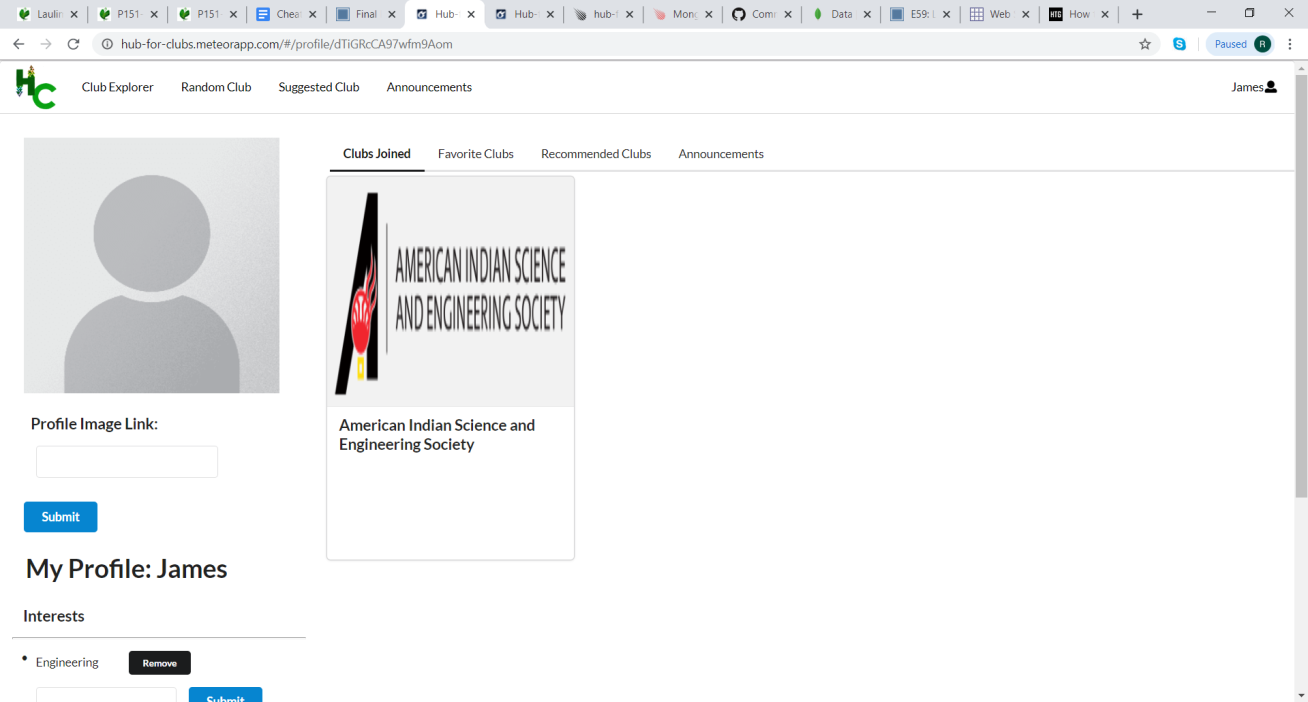 Laulin P151- P151 Chea Final Hub- Hub- hub-f Mong Com Data E59: Web How
hub-for-clubs.meteorapp.com/#/profile/dTiGRcCA97wfm9Aom
Paused R
HC Club Explorer Random Club Suggested Club Announcements James
Clubs Joined Favorite Clubs Recommended Clubs Announcements
AMERICAN INDIAN SCIENCE
AND ENGINEERING SOCIETY
American Indian Science and
Engineering Society
Profile Image Link:
Submit
My Profile: James
Interests
Engineering Remove
Submit